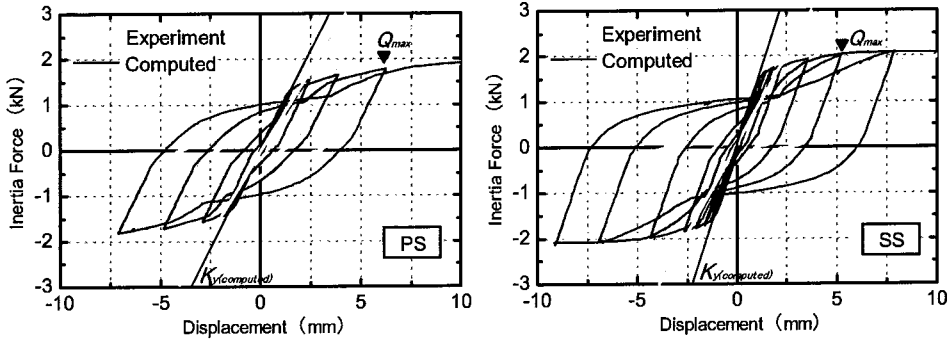 3
2
1
0
-1
-2
-3
Inertia Force (kN)
Experiment
Computed
Qmax
PS
Ky(computed)
-10
-5
0
5
10
Displacement (mm)
3
2
1
0
-1
-2
-3
Inertia Force (kN)
Experiment
Computed
Qmax
SS
Ky(computed)
-10
-5
0
5
10
Displacement (mm)